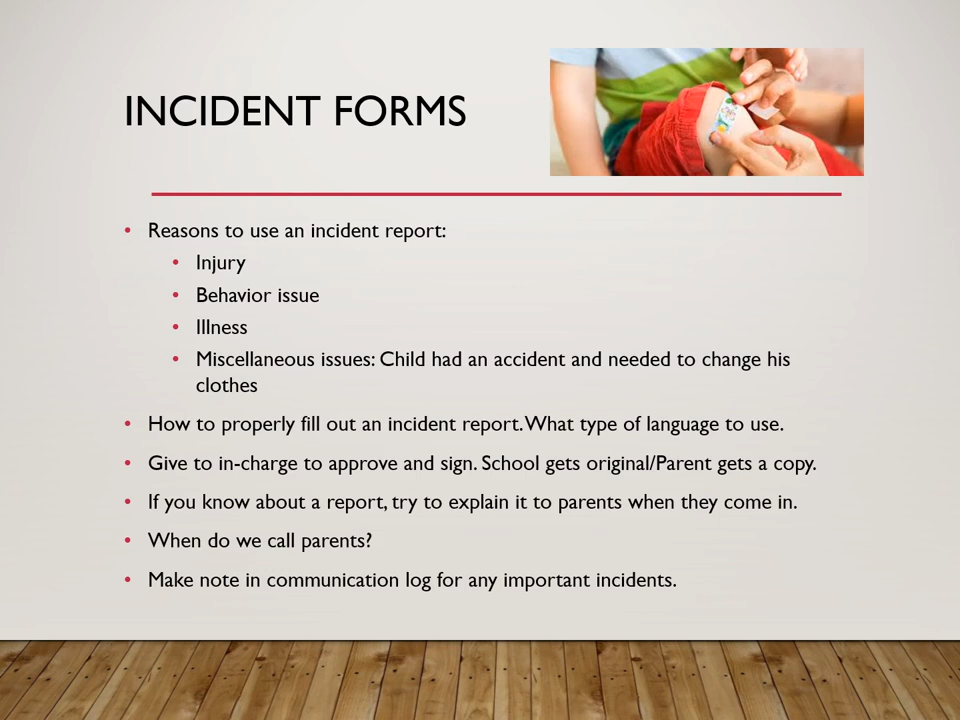 INCIDENT FORMS
• Reasons to use an incident report:
• Injury
• Behavior issue
• Illness
• Miscellaneous issues: Child had an accident and needed to change his
clothes
• How to properly fill out an incident report. What type of language to use.
• Give to in-charge to approve and sign. School gets original/Parent gets a copy.
• If you know about a report, try to explain it to parents when they come in.
• When do we call parents?
• Make note in communication log for any important incidents.